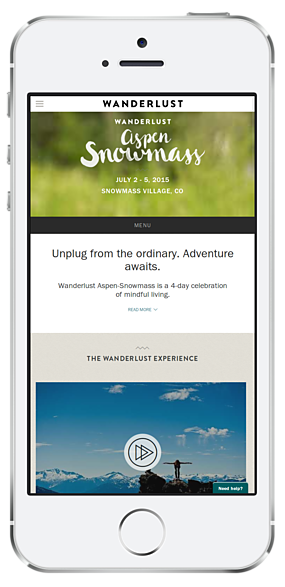 WANDERLUST
WANDERLUST
Aspen
Snowmass
JULY 2 - 5, 2015
SNOWMASS VILLAGE, CO
MENU
Unplug from the ordinary. Adventure
awaits.
Wanderlust Aspen-Snowmass is a 4-day celebration
of mindful living.
READ MORE
THE WANDERLUST EXPERIENCE
Need help?